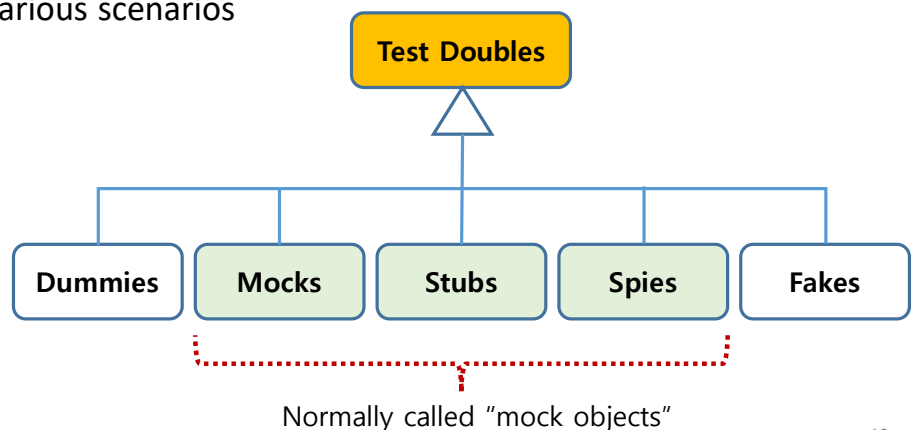 arious scenarios
Test Doubles
Dummies
Mocks
Stubs
Spies
Fakes
Normally called "mock objects"